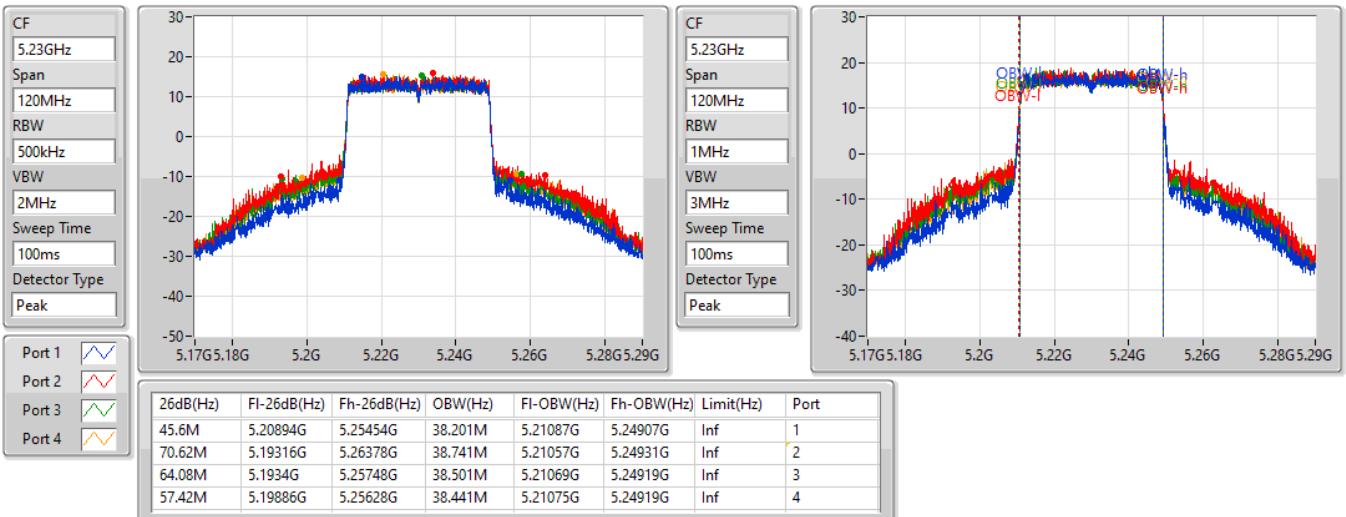 CF
5.23GHz
Span
120MHz
RBW
500kHz
VBW
2MHz
Sweep Time
100ms
Detector Type
Peak
30-
20-
10-
0-
-10-
-20-
-30-
-40-
-50-
5.17G 5.18G 5.2G 5.22G 5.24G 5.26G 5.28G 5.29G
CF
5.23GHz
Span
120MHz
RBW
1MHz
VBW
3MHz
Sweep Time
100ms
Detector Type
Peak
30-
20-
10-
0-
-10-
-20-
-30-
-40-
OBW-l
OBW-h
5.17G 5.18G 5.2G 5.22G 5.24G 5.26G 5.28G 5.29G
Port 1
Port 2
Port 3
Port 4
26dB(Hz) Fl-26dB(Hz) Fh-26dB(Hz) OBW(Hz) Fl-OBW(Hz) Fh-OBW(Hz) Limit(Hz) Port
45.6M 5.20894G 5.25454G 38.201M 5.21087G 5.24907G Inf 1
70.62M 5.19316G 5.26378G 38.741M 5.21057G 5.24931G Inf 2
64.08M 5.1934G 5.25748G 38.501M 5.21069G 5.24919G Inf 3
57.42M 5.19886G 5.25628G 38.441M 5.21075G 5.24919G Inf 4